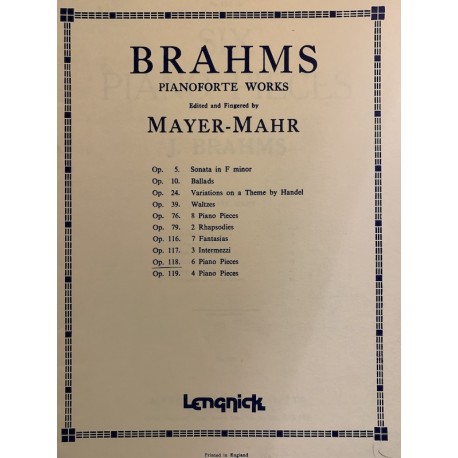 BRAHMS
PIANOFORTE WORKS
Edited and Fingered by
MAYER-MAHR
J. BRAHMS
Op. 5. Sonata in F minor
Op. 10. Ballads
Op. 24. Variations on a Theme by Handel
Op. 39. Waltzes
Op. 76. 8 Piano Pieces
Op. 79. 2 Rhapsodies
Op. 116. 7 Fantasias
Op. 117. 3 Intermezzi
Op. 118. 6 Piano Pieces
Op. 119. 4 Piano Pieces
Lengnick
Printed in England